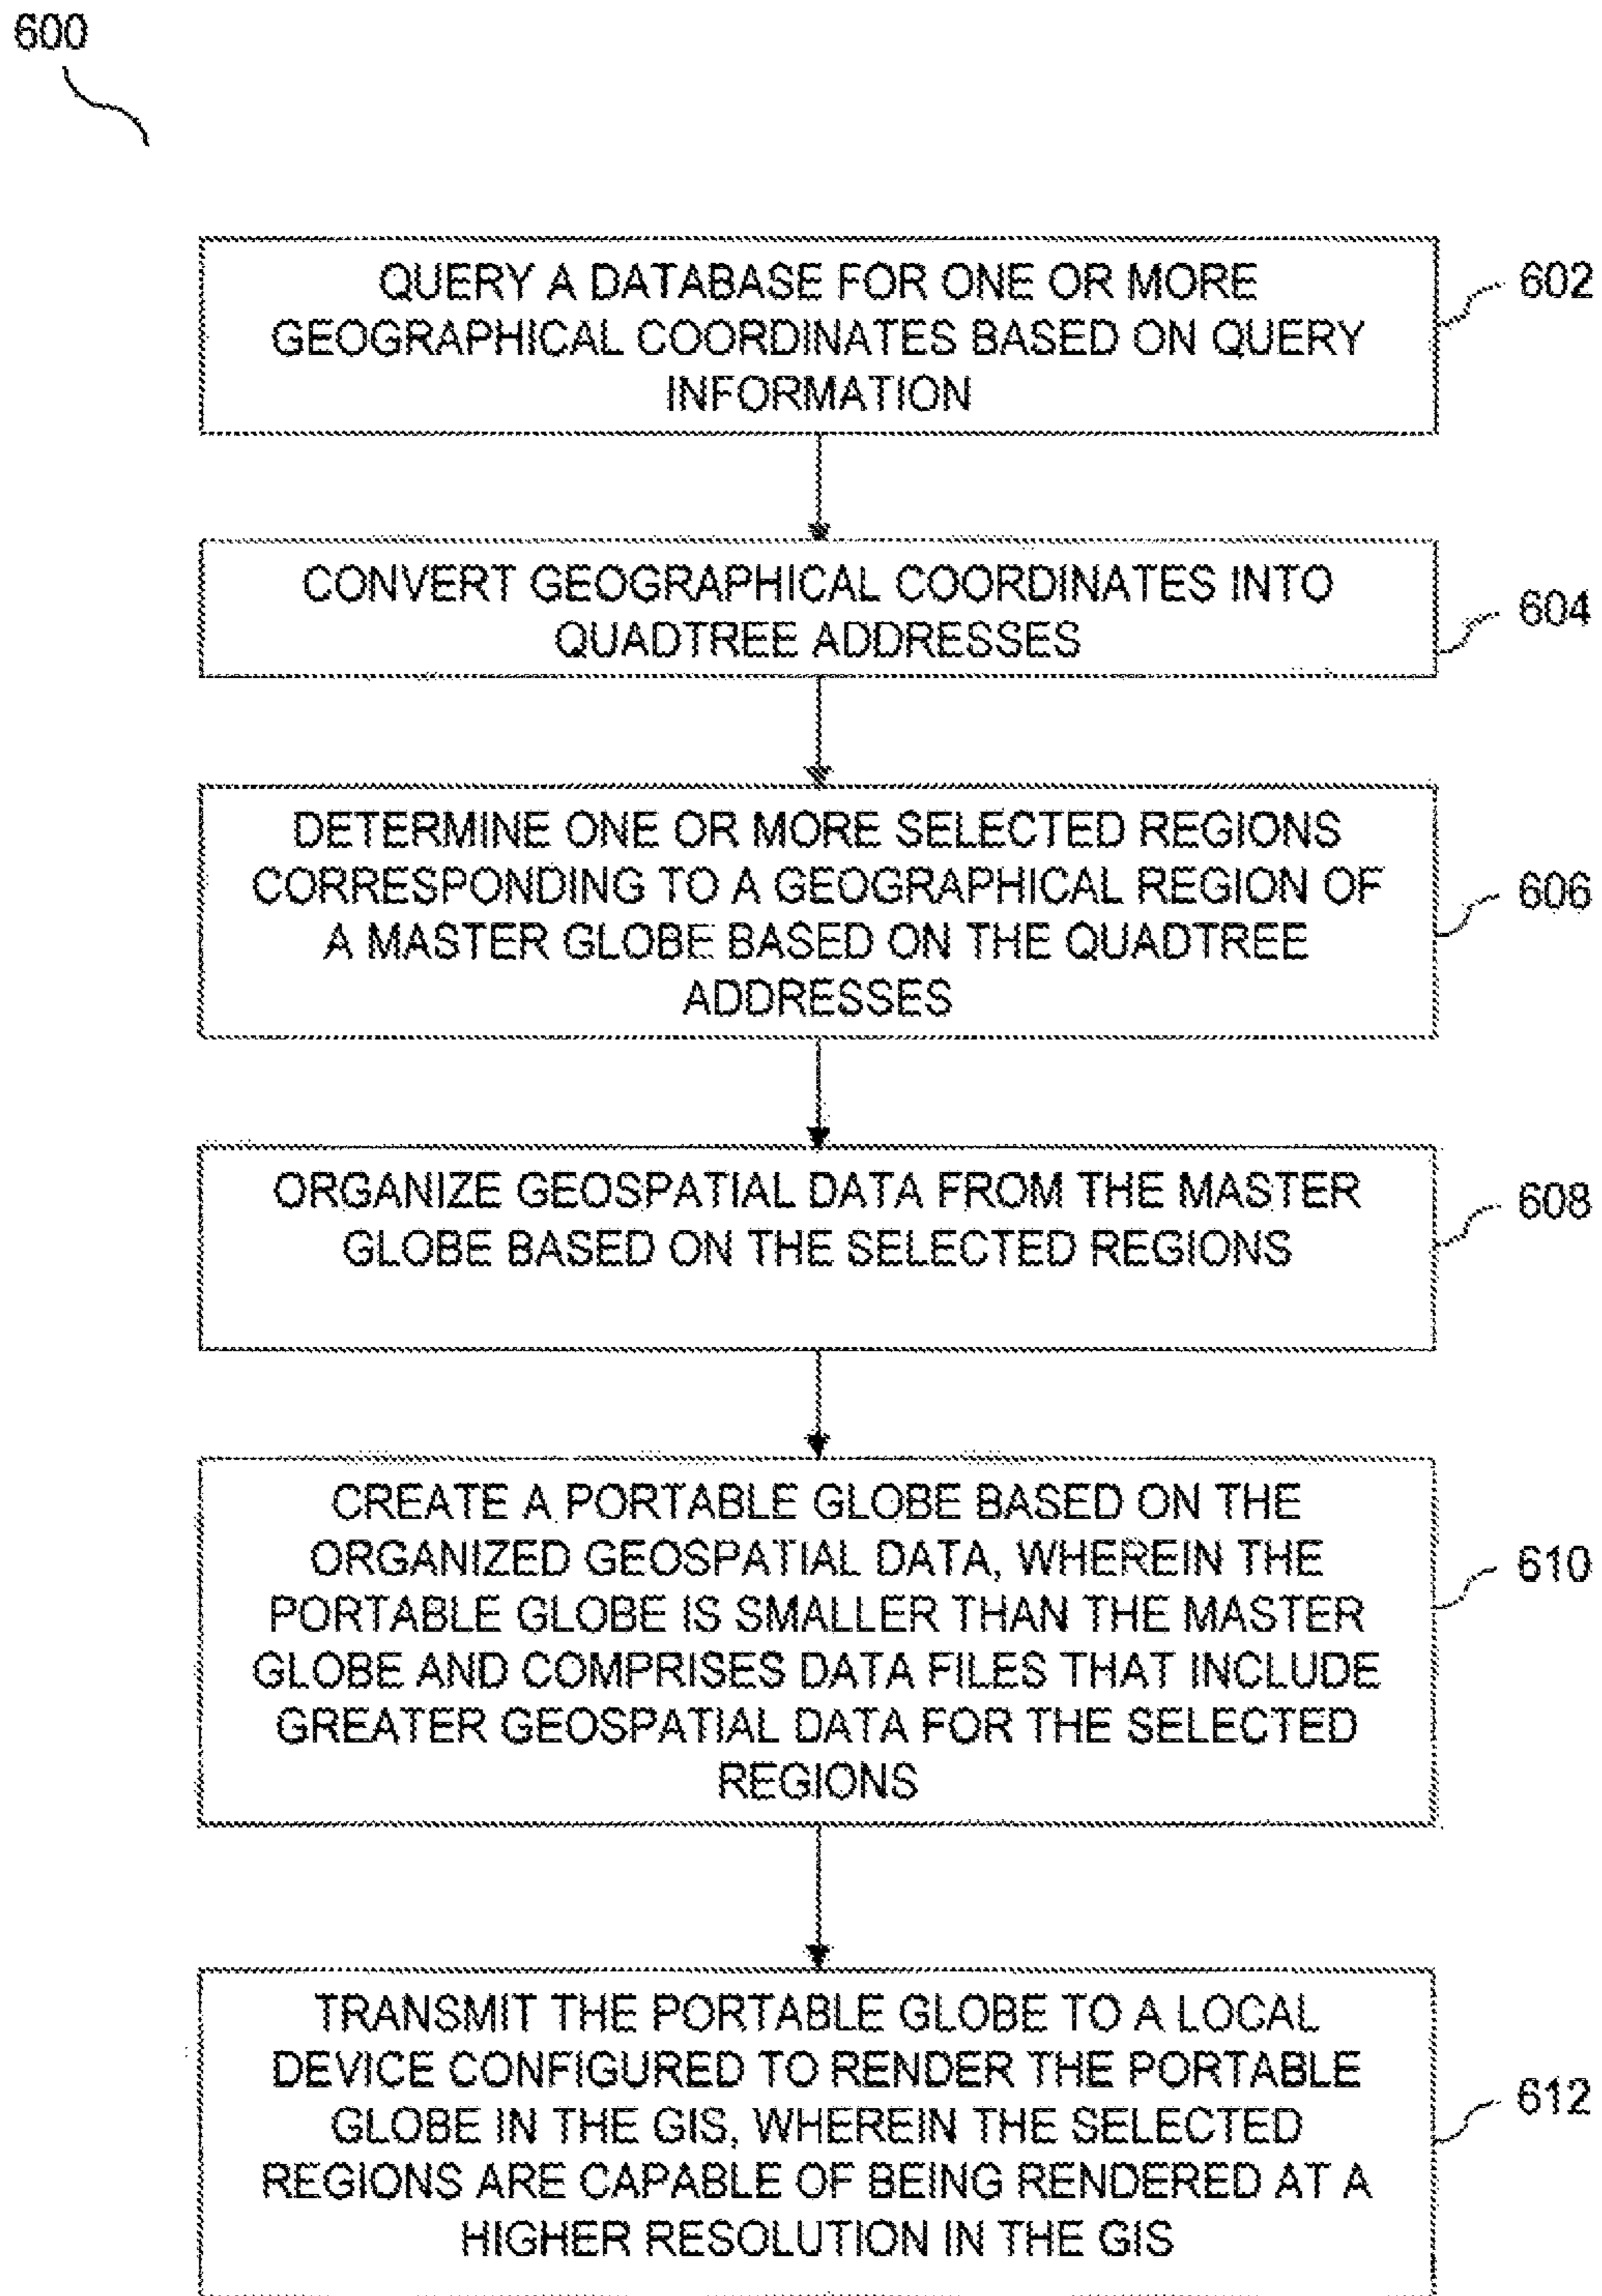 600
QUERY A DATABASE FOR ONE OR MORE
GEOGRAPHICAL COORDINATES BASED ON QUERY
INFORMATION
602
CONVERT GEOGRAPHICAL COORDINATES INTO
QUADTREE ADDRESSES
604
DETERMINE ONE OR MORE SELECTED REGIONS
CORRESPONDING TO A GEOGRAPHICAL REGION OF
A MASTER GLOBE BASED ON THE QUADTREE
ADDRESSES
606
ORGANIZE GEOSPATIAL DATA FROM THE MASTER
GLOBE BASED ON THE SELECTED REGIONS
608
CREATE A PORTABLE GLOBE BASED ON THE
ORGANIZED GEOSPATIAL DATA, WHEREIN THE
PORTABLE GLOBE IS SMALLER THAN THE MASTER
GLOBE AND COMPRISES DATA FILES THAT INCLUDE
GREATER GEOSPATIAL DATA FOR THE SELECTED
REGIONS
610
TRANSMIT THE PORTABLE GLOBE TO A LOCAL
DEVICE CONFIGURED TO RENDER THE PORTABLE
GLOBE IN THE GIS, WHEREIN THE SELECTED
REGIONS ARE CAPABLE OF BEING RENDERED AT A
HIGHER RESOLUTION IN THE GIS
612